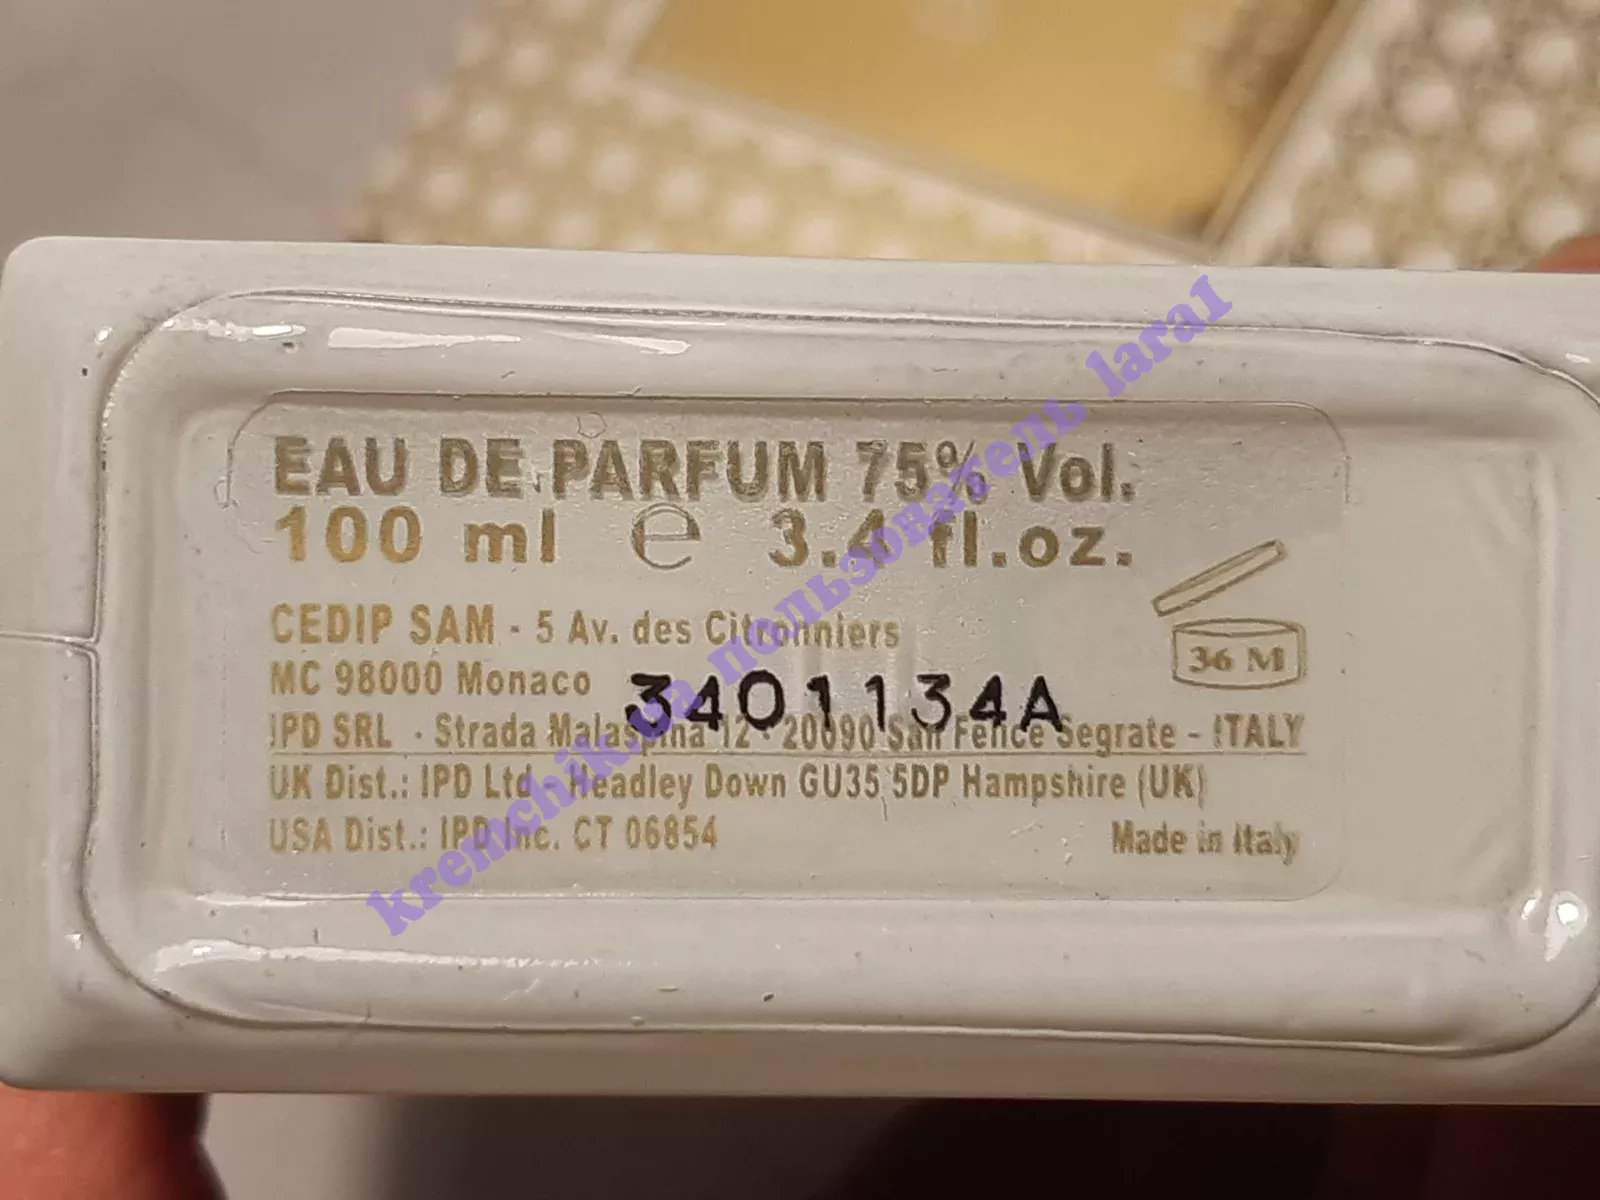 EAU DE PARFUM 75% Vol.
100 ml e 3.4 fl.oz.
CEDIP SAM - 5 Av. des Citronniers
MC 98000 Monaco
3401134A
IPD SRL - Strada Malaspina 12 - 20090 San Felice Segrate - ITALY
UK Dist.: IPD Ltd - Headley Down GU35 5DP Hampshire (UK)
USA Dist.: IPD Inc. CT 06854
Made in Italy
36 M
kremchik.ua пользователь lara1